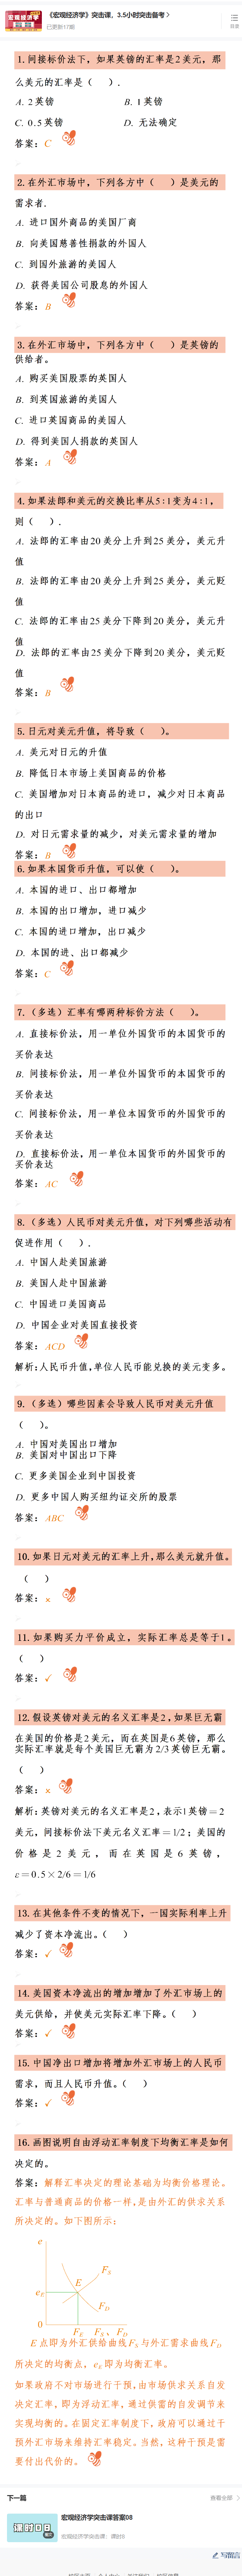 《宏观经济学》突击课，3.5小时突击备考 >
已更新17期
目录
1.间接标价法下，如果英镑的汇率是2美元，那
么美元的汇率是（ ）.
A. 2英镑 B. 1英镑
C. 0.5英镑 D. 无法确定
答案：C
2.在外汇市场中，下列各方中（ ）是美元的
需求者.
A. 进口国外商品的美国厂商
B. 向美国慈善性捐款的外国人
C. 到国外旅游的美国人
D. 获得美国公司股息的外国人
答案：B
3.在外汇市场中，下列各方中（ ）是英镑的
供给者。
A. 购买美国股票的英国人
B. 到英国旅游的美国人
C. 进口英国商品的美国人
D. 得到美国人捐款的英国人
答案：A
4.如果法郎和美元的交换比率从5:1变为4:1，
则（ ）.
A. 法郎的汇率由20美分上升到25美分，美元升
值
B. 法郎的汇率由20美分上升到25美分，美元贬
值
C. 法郎的汇率由25美分下降到20美分，美元升
值
D. 法郎的汇率由25美分下降到20美分，美元贬
值
答案：B
5.日元对美元升值，将导致（ ）。
A. 美元对日元的升值
B. 降低日本市场上美国商品的价格
C. 美国增加对日本商品的进口，减少对日本商品
的出口
D. 对日元需求量的减少，对美元需求量的增加
答案：B
6.如果本国货币升值，可以使（ ）。
A. 本国的进口、出口都增加
B. 本国的出口增加，进口减少
C. 本国的进口增加，出口减少
D. 本国的进、出口都减少
答案：C
7.（多选）汇率有哪两种标价方法（ ）。
A. 直接标价法，用一单位外国货币的本国货币的
买价表达
B. 间接标价法，用一单位外国货币的本国货币的
买价表达
C. 间接标价法，用一单位本国货币的外国货币的
买价表达
D. 直接标价法，用一单位本国货币的外国货币的
买价表达
答案：AC
8.（多选）人民币对美元升值，对下列哪些活动有
促进作用（ ）.
A. 中国人赴美国旅游
B. 美国人赴中国旅游
C. 中国进口美国商品
D. 中国企业对美国直接投资
答案：ACD
解析：人民币升值，单位人民币能兑换的美元变多。
9.（多选）哪些因素会导致人民币对美元升值
（ ）。
A. 中国对美国出口增加
B. 美国对中国出口下降
C. 更多美国企业到中国投资
D. 更多中国人购买纽约证交所的股票
答案：ABC
10.如果日元对美元的汇率上升，那么美元就升值。
（ ）
答案：×
11.如果购买力平价成立，实际汇率总是等于1。
（ ）
答案：✓
12.假设英镑对美元的名义汇率是2，如果巨无霸
在美国的价格是2美元，而在英国是6英镑，那么
实际汇率就是每个美国巨无霸为2/3英镑巨无霸。
（ ）
答案：×
解析：英镑对美元的名义汇率是2，表示1英镑=2
美元，间接标价法下美元名义汇率=1/2；美国的
价格是2美元，而在英国是6英镑，
ε=0.5×2/6=1/6
13.在其他条件不变的情况下，一国实际利率上升
减少了资本净流出。（ ）
答案：✓
14.美国资本净流出的增加增加了外汇市场上的
美元供给，并使美元实际汇率下降。（ ）
答案：✓
15.中国净出口增加将增加外汇市场上的人民币
需求，而且人民币升值。（ ）
答案：✓
16.画图说明自由浮动汇率制度下均衡汇率是如何
决定的。
答案：解释汇率决定的理论基础为均衡价格理论。
汇率与普通商品的价格一样，是由外汇的供求关系
所决定的。如下图所示：
e
F_S
E
e_E
F_D
0
F_E F_S、F_D
E点即为外汇供给曲线F_S与外汇需求曲线F_D
所决定的均衡点，e_E即为均衡汇率。
如果政府不对市场进行干预，由市场供求关系自发
决定汇率，即为浮动汇率，通过供需的自发调节来
实现均衡的。在固定汇率制度下，政府可以通过干
预外汇市场来维持汇率稳定。当然，这种干预是需
要付出代价的。
下一篇
查看全部 >
宏观经济学突击课答案08
课时08
宏观经济学突击课：课时8